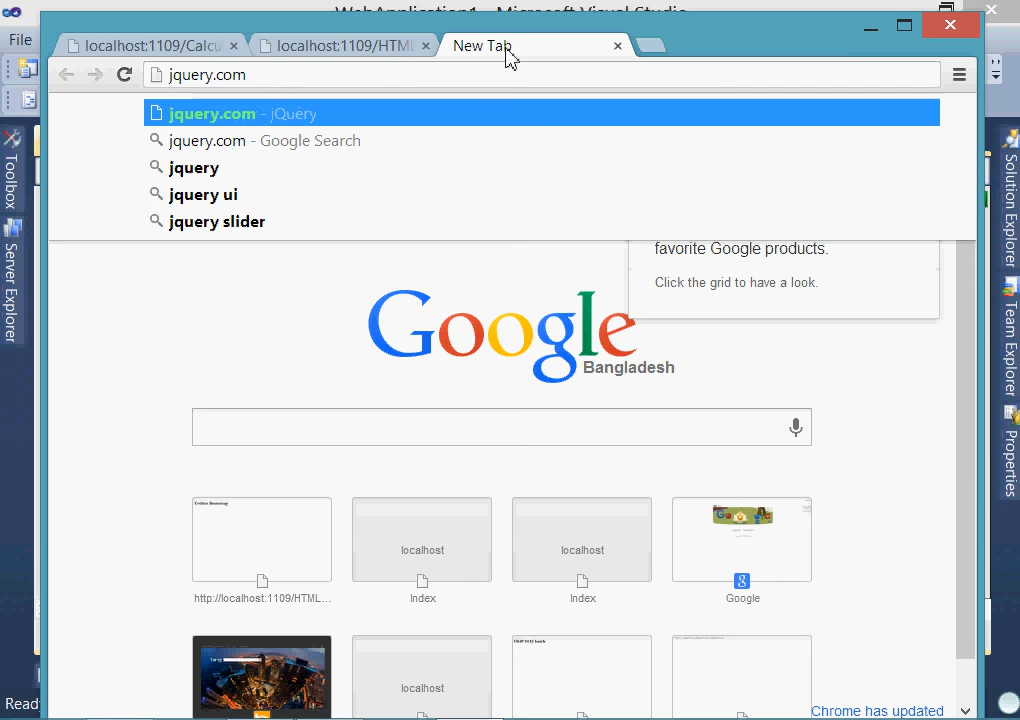 WebApplication1 - Microsoft Visual Studio
File
localhost:1109/Calcu
localhost:1109/HTML
New Tab
jquery.com
jquery.com - jQuery
jquery.com - Google Search
jquery
jquery ui
jquery slider
Toolbox
Server Explorer
Solution Explorer
Team Explorer
Properties
favorite Google products.
Click the grid to have a look.
Google
Bangladesh
localhost
localhost
http://localhost:1109/HTML...
Index
Index
Google
localhost
Ready
Chrome has updated